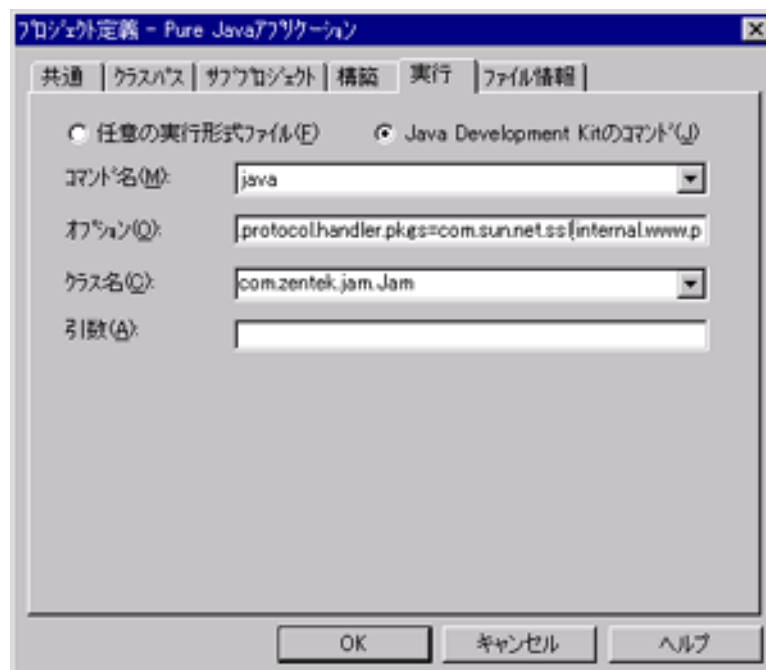 プロジェクト定義 - Pure Javaアプリケーション
共通 クラスパス サブプロジェクト 構築 実行 ファイル情報
任意の実行形式ファイル(F) Java Development Kitのコマンド(J)
コマンド名(M): java
オプション(O): .protocol.handler.pkgs=com.sun.net.ssl.internal.www.p
クラス名(C): com.zentek.jam.Jam
引数(A):
OK キャンセル ヘルプ